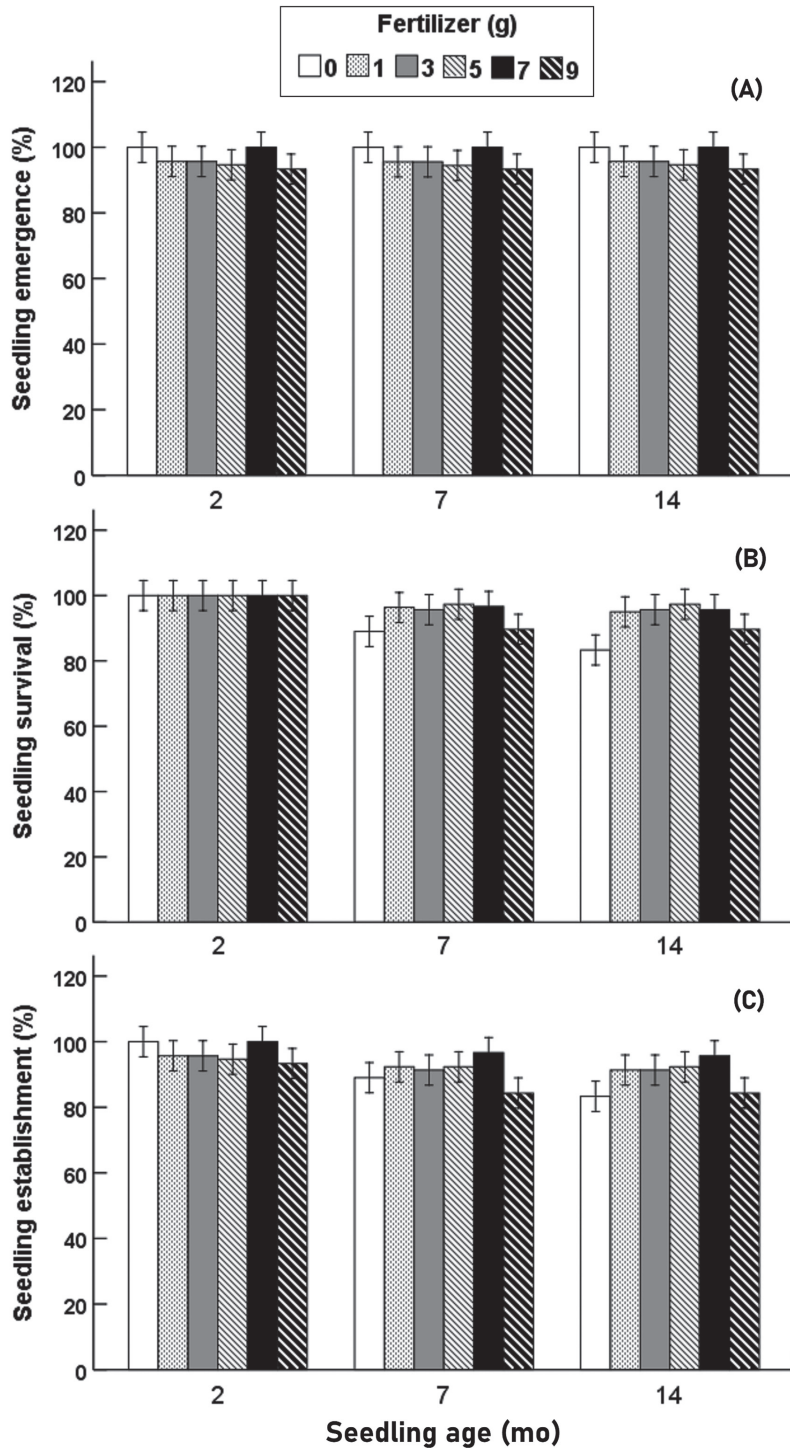 Fertilizer (g)
0 1 3 5 7 9
(A)
Seedling emergence (%)
120
100
80
60
40
20
0
2 7 14
(B)
Seedling survival (%)
120
100
80
60
40
20
0
2 7 14
(C)
Seedling establishment (%)
120
100
80
60
40
20
0
2 7 14
Seedling age (mo)